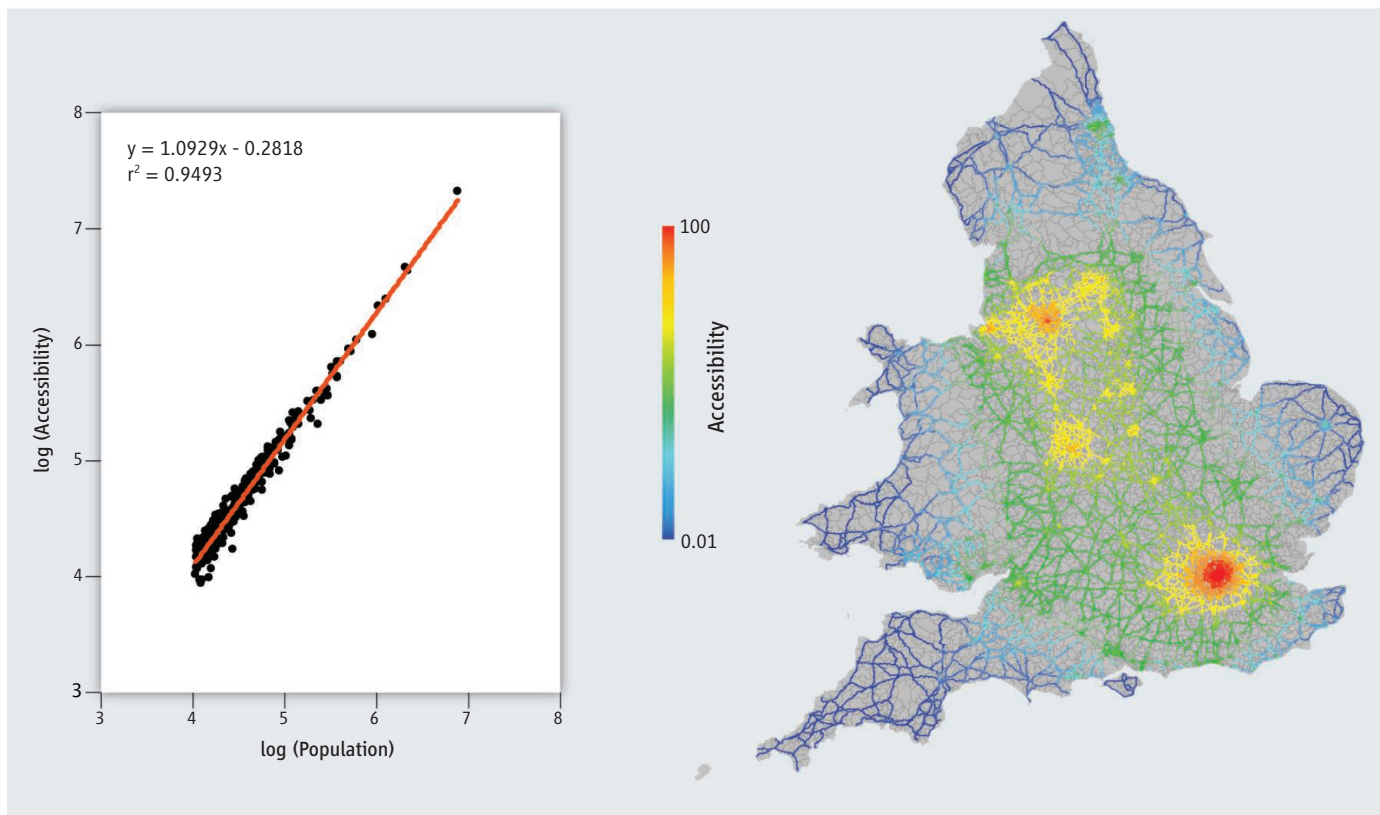 y = 1.0929x - 0.2818
r² = 0.9493
8
7
6
5
4
3
log (Accessibility)
3 4 5 6 7 8
log (Population)
100
Accessibility
0.01